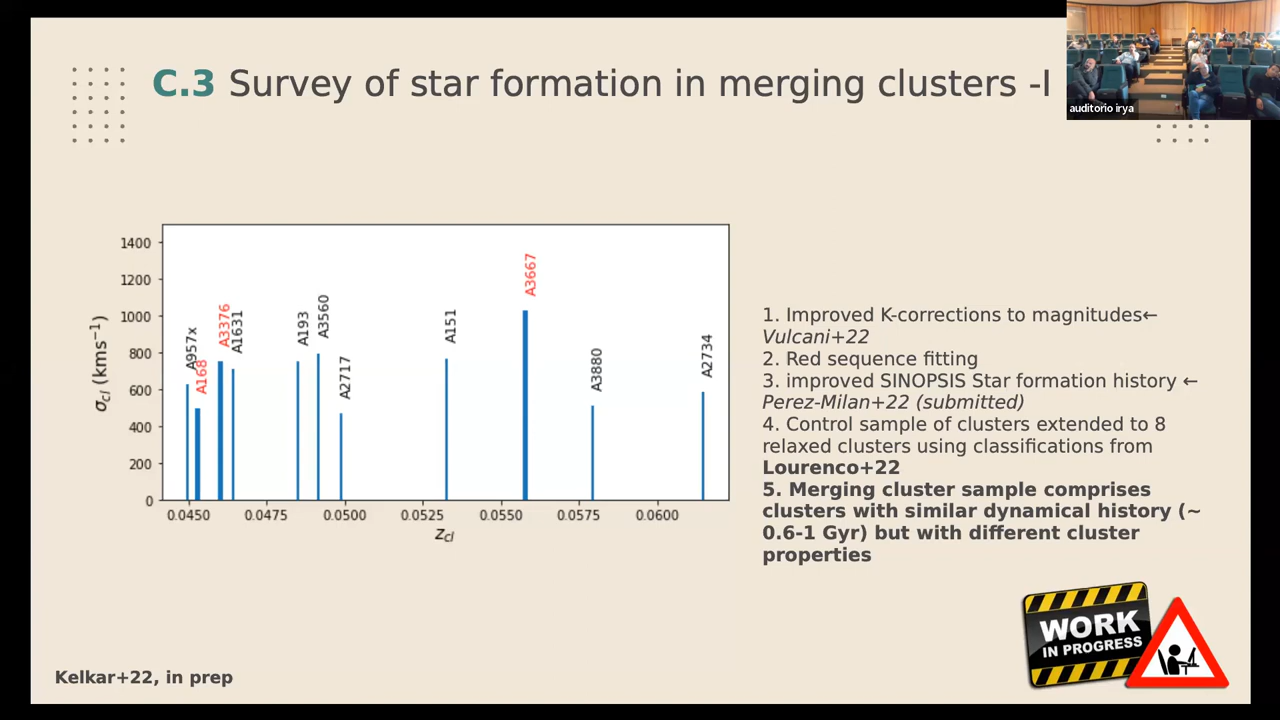 C.3 Survey of star formation in merging clusters -I
auditorio irya
1400
1200
1000
800
600
400
200
0
σcl (kms⁻¹)
A957x
A168
A3376
A1631
A193
A3560
A2717
A151
A3667
A3880
A2734
0.0450 0.0475 0.0500 0.0525 0.0550 0.0575 0.0600
zcl
1. Improved K-corrections to magnitudes←
Vulcani+22
2. Red sequence fitting
3. improved SINOPSIS Star formation history ←
Perez-Milan+22 (submitted)
4. Control sample of clusters extended to 8
relaxed clusters using classifications from
Lourenco+22
5. Merging cluster sample comprises
clusters with similar dynamical history (~
0.6-1 Gyr) but with different cluster
properties
WORK
IN PROGRESS
Kelkar+22, in prep